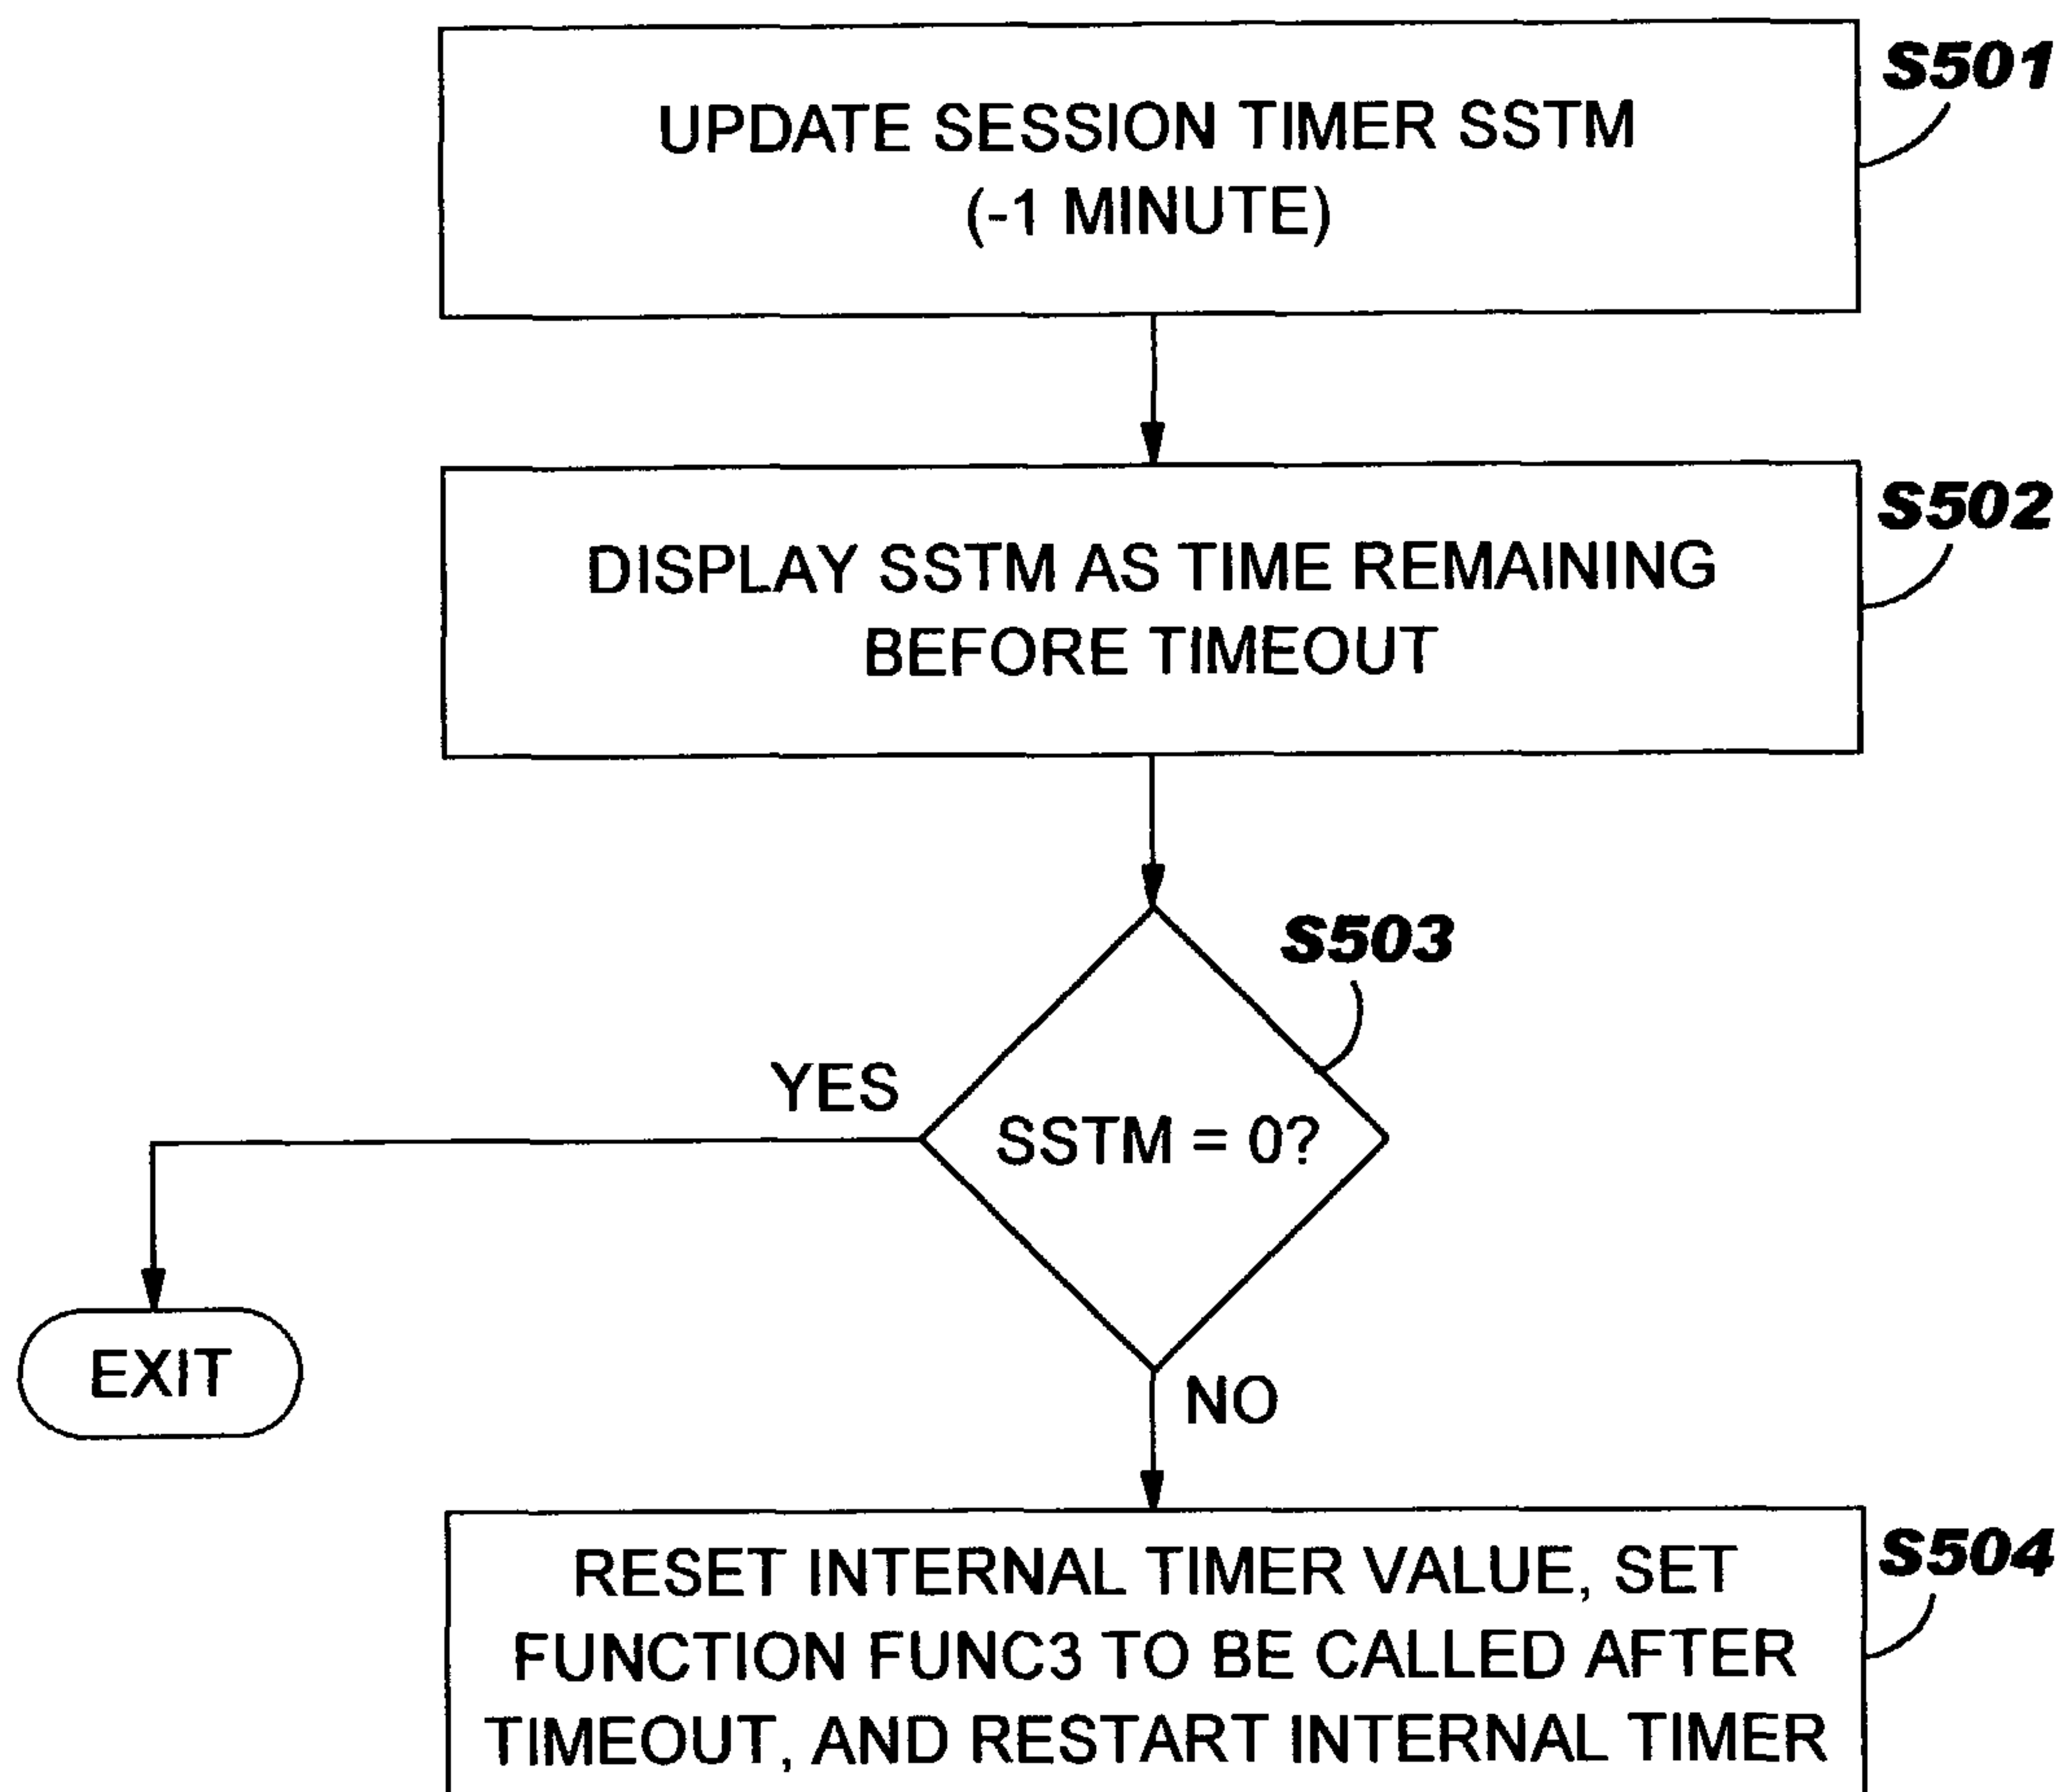 S501
UPDATE SESSION TIMER SSTM
(-1 MINUTE)
S502
DISPLAY SSTM AS TIME REMAINING
BEFORE TIMEOUT
S503
YES
SSTM = 0?
EXIT
NO
S504
RESET INTERNAL TIMER VALUE, SET
FUNCTION FUNC3 TO BE CALLED AFTER
TIMEOUT, AND RESTART INTERNAL TIMER